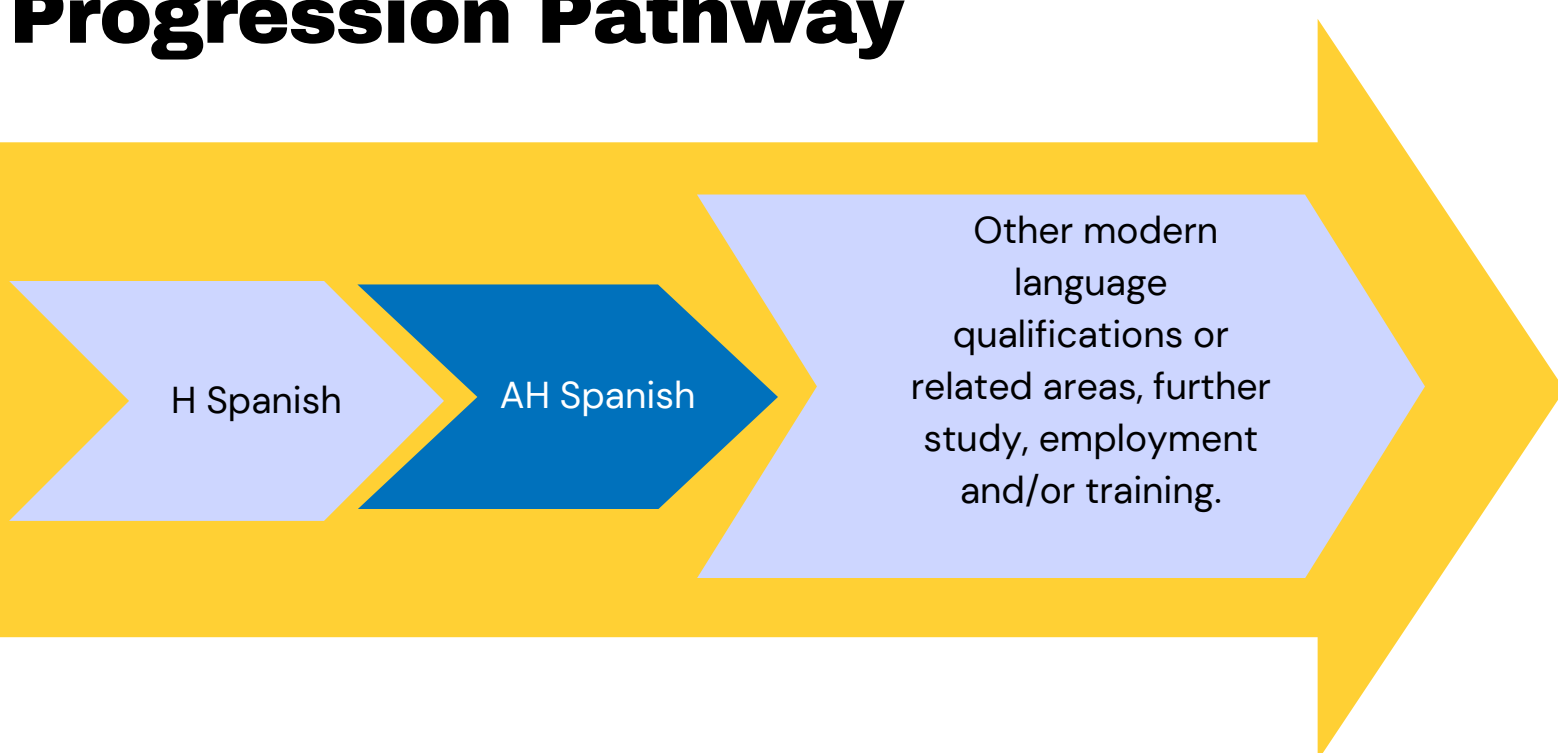 Progression Pathway
H Spanish
AH Spanish
Other modern
language
qualifications or
related areas, further
study, employment
and/or training.